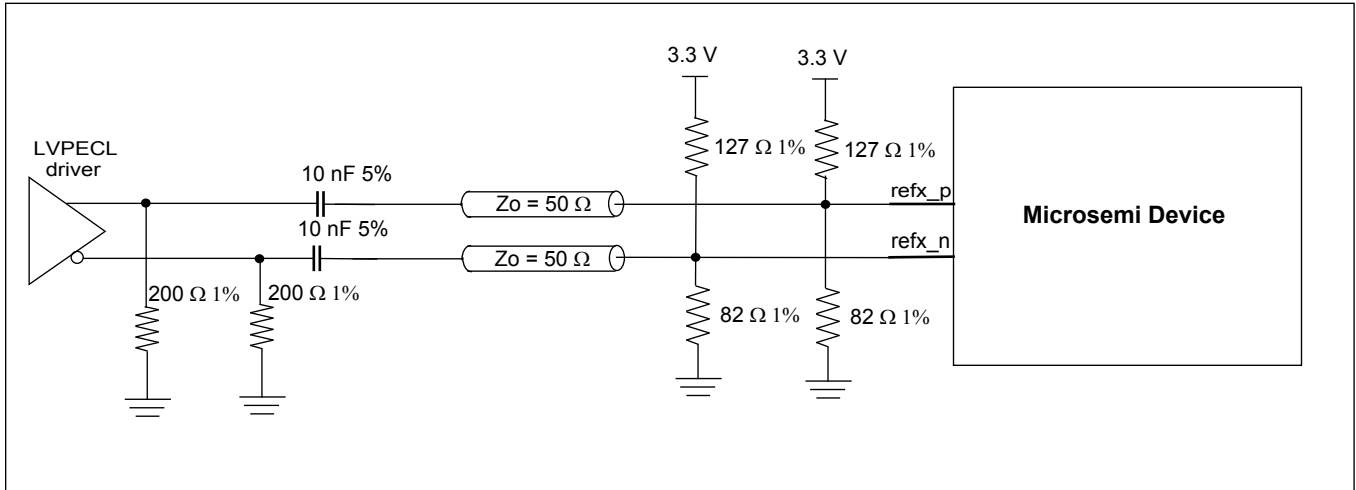 3.3 V
3.3 V
127 Ω 1%
127 Ω 1%
LVPECL
driver
10 nF 5%
Zo = 50 Ω
refx_p
Microsemi Device
10 nF 5%
Zo = 50 Ω
refx_n
200 Ω 1%
200 Ω 1%
82 Ω 1%
82 Ω 1%